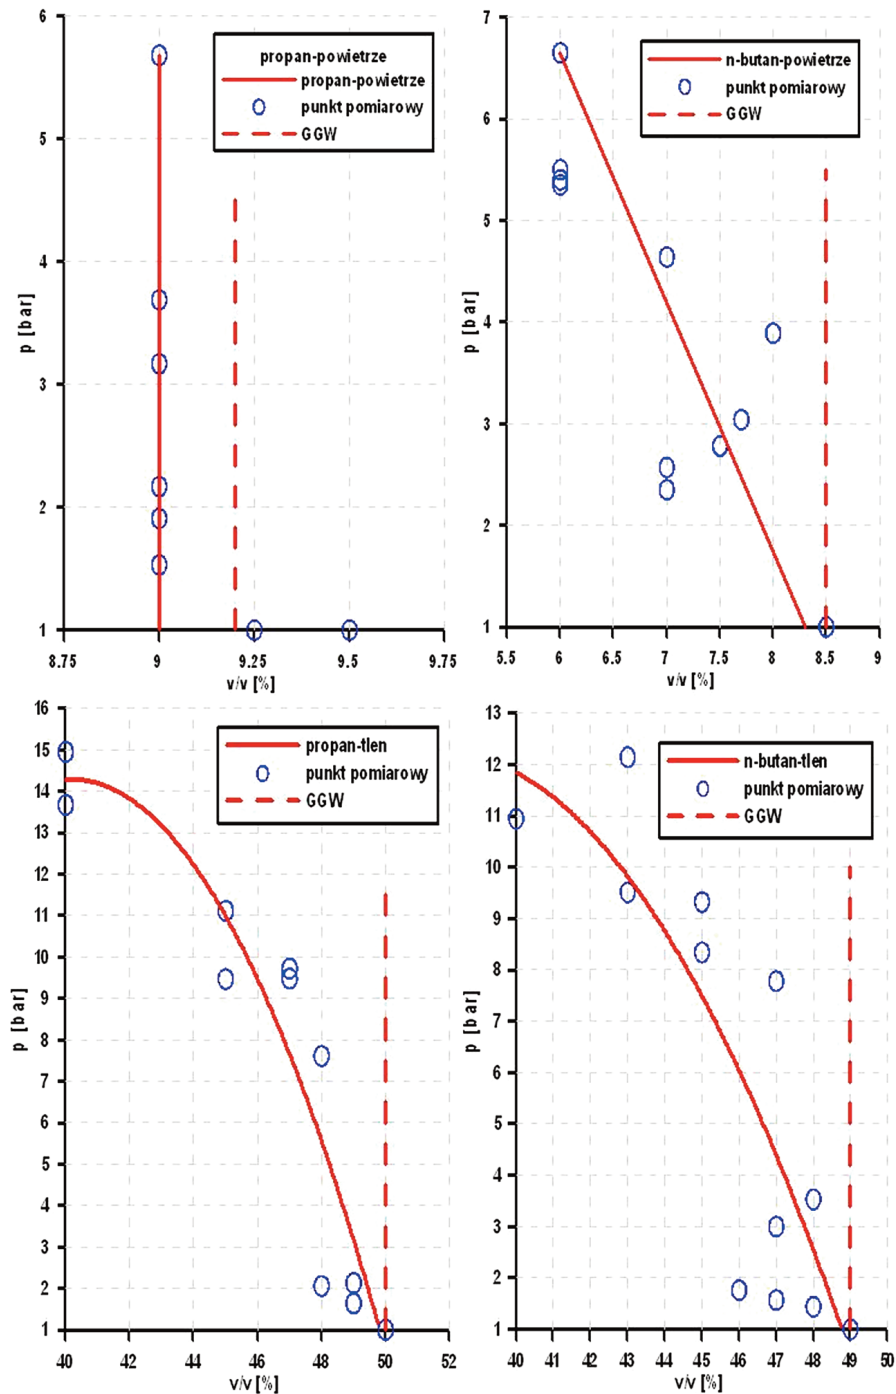 6
5
4
3
2
1
p [bar]
propan-powietrze
propan-powietrze
punkt pomiarowy
GGW
8.75 9 9.25 9.5 9.75
v/v [%]
7
6
5
4
3
2
1
p [bar]
n-butan-powietrze
punkt pomiarowy
GGW
5.5 6 7 7.5 8 8.5 9
v/v [%]
16
15
14
13
12
11
10
9
8
7
6
5
4
3
2
1
p [bar]
propan-tlen
punkt pomiarowy
GGW
40 42 44 46 48 50 52
v/v [%]
13
12
11
10
9
8
7
6
5
4
3
2
1
p [bar]
n-butan-tlen
punkt pomiarowy
GGW
40 41 42 43 44 45 46 47 48 49 50
v/v [%]